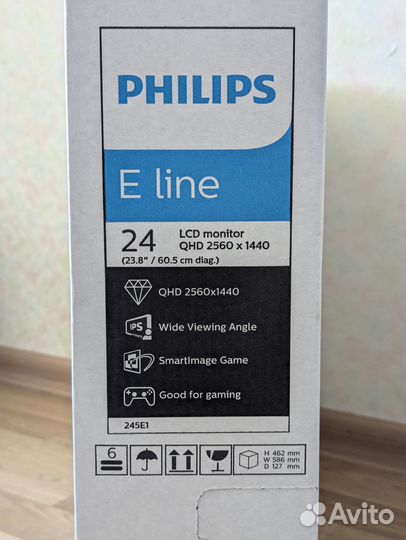 PHILIPS
E line
24 LCD monitor
QHD 2560 x 1440
(23.8" / 60.5 cm diag.)
QHD 2560x1440
IPS
Wide Viewing Angle
SmartImage Game
Good for gaming
245E1
6
H 462 mm
W 586 mm
D 127 mm
Avito